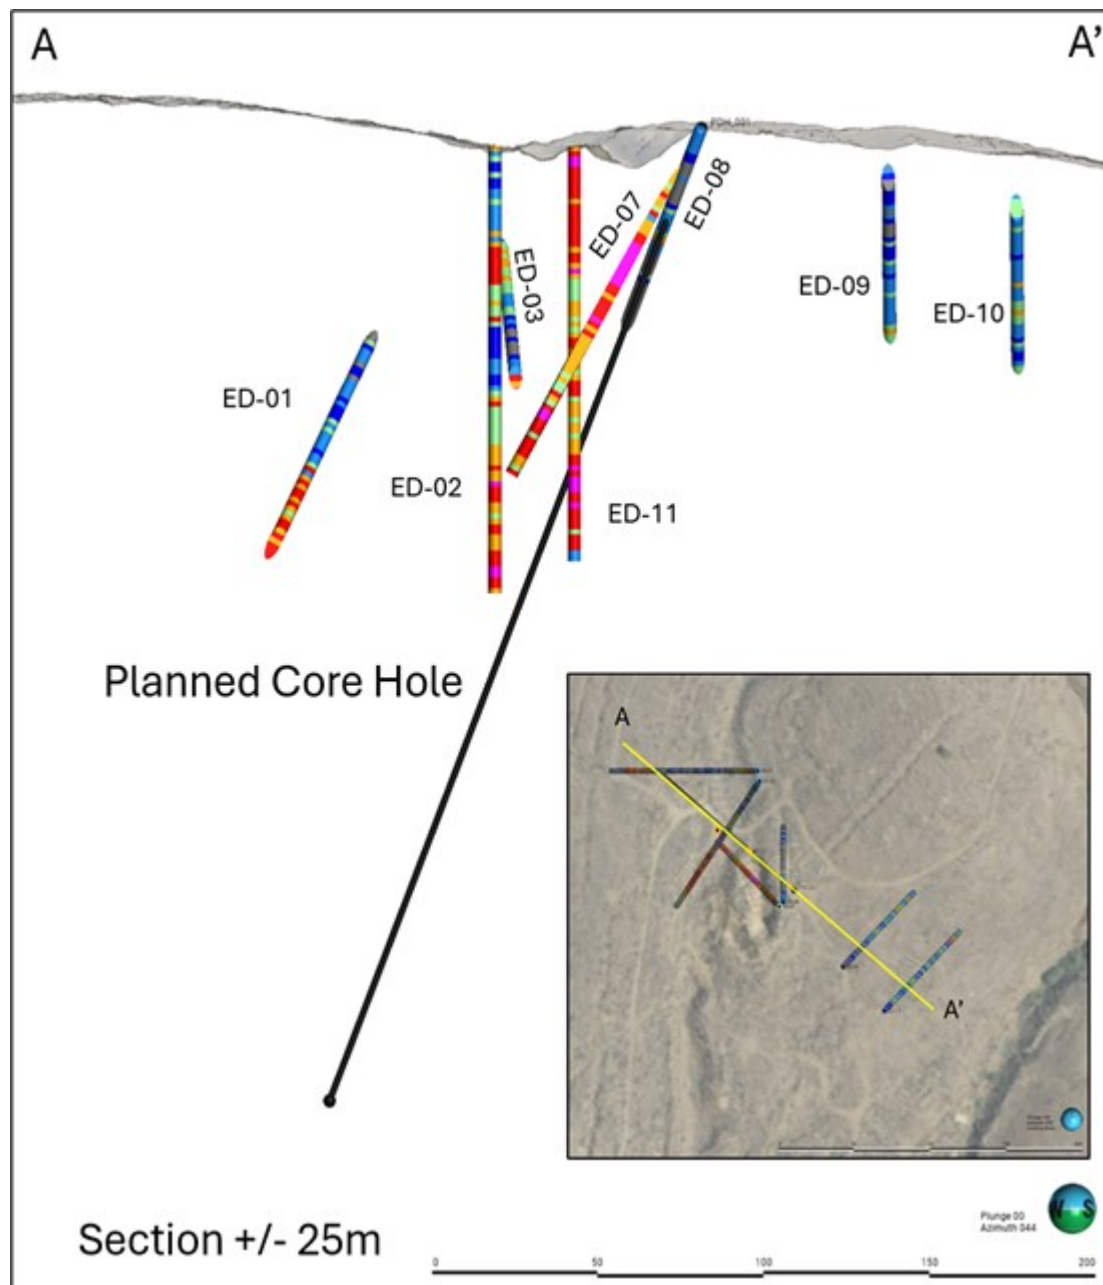 A
A'
PDH_001
ED-08
ED-07
ED-03
ED-09
ED-10
ED-01
ED-02
ED-11
Planned Core Hole
A
A'
Section +/- 25m
Plunge 00
Azimuth 044
W S
0 50 100 150 200